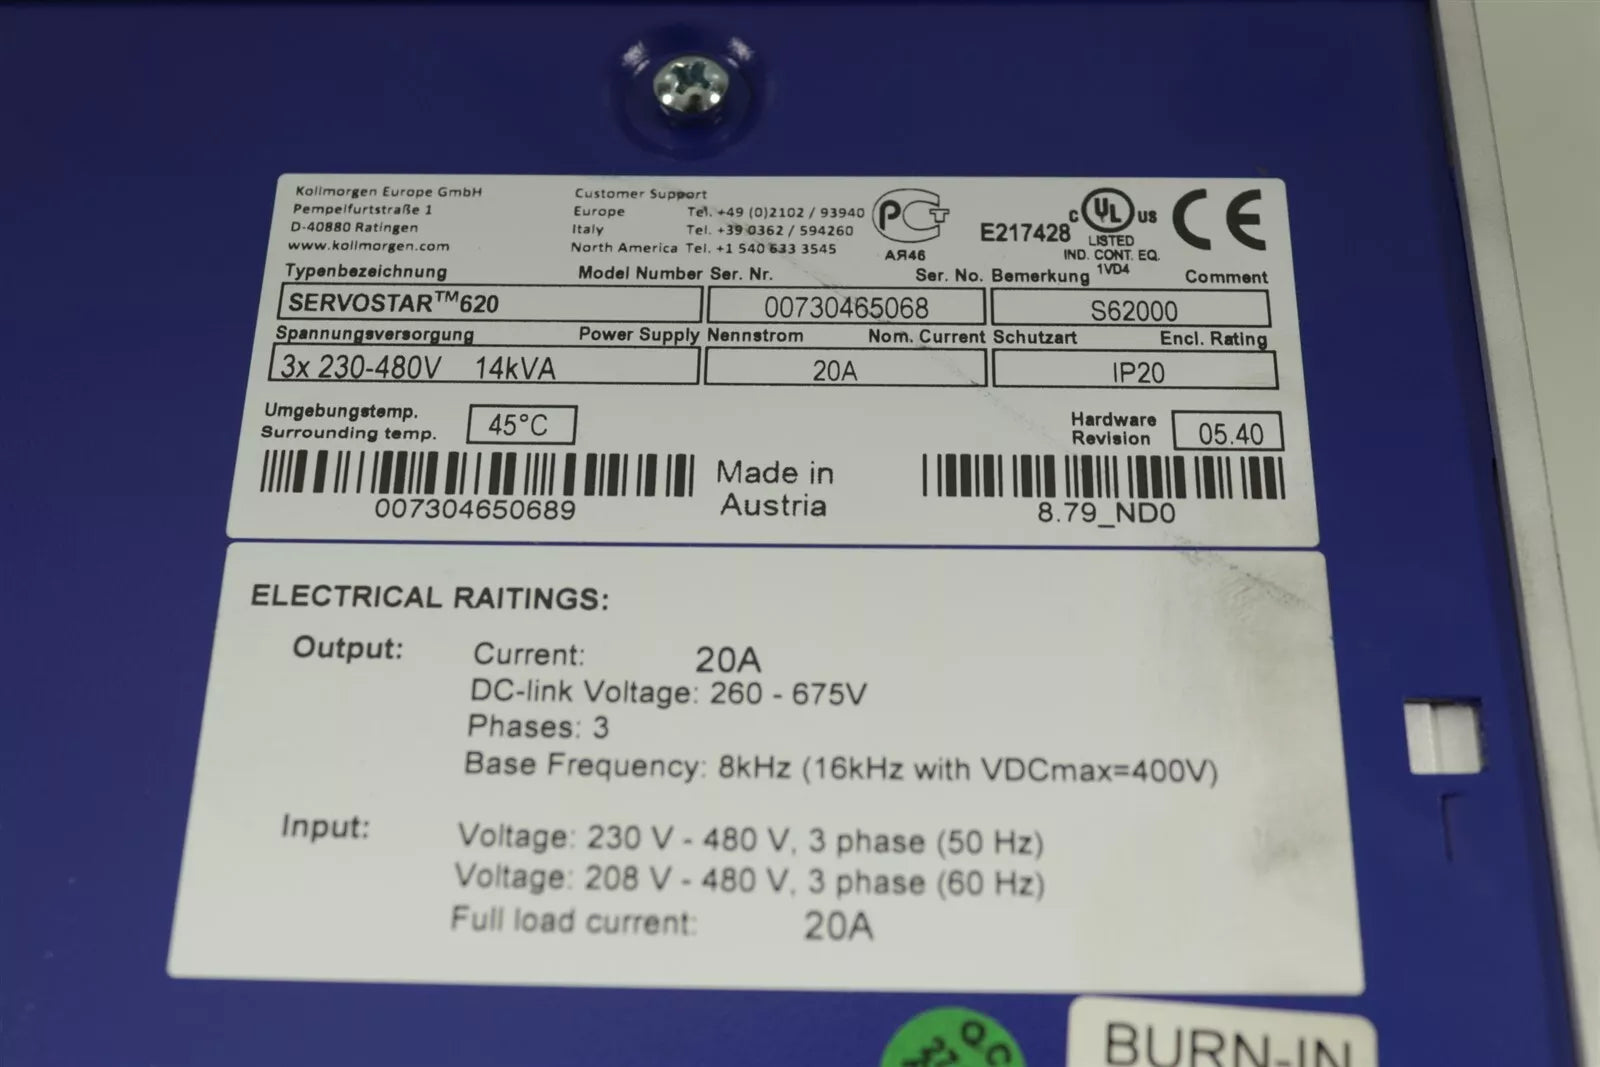 Kollmorgen Europe GmbH
Pempelfurtstraße 1
D-40880 Ratingen
www.kollmorgen.com
Customer Support
Europe Tel. +49 (0)2102 / 93940
Italy Tel. +39 0362 / 594260
North America Tel. +1 540 633 3545
АЯ46
E217428
C UL US
LISTED
IND. CONT. EQ.
1VD4
CE
Typenbezeichnung Model Number Ser. Nr. Ser. No. Bemerkung Comment
SERVOSTAR™620 00730465068 S62000
Spannungsversorgung Power Supply Nennstrom Nom. Current Schutzart Encl. Rating
3x 230-480V 14kVA 20A IP20
Umgebungstemp.
Surrounding temp.
45°C
Hardware
Revision
05.40
Made in
Austria
007304650689
8.79_ND0
ELECTRICAL RAITINGS:
Output: Current: 20A
DC-link Voltage: 260 - 675V
Phases: 3
Base Frequency: 8kHz (16kHz with VDCmax=400V)
Input: Voltage: 230 V - 480 V, 3 phase (50 Hz)
Voltage: 208 V - 480 V, 3 phase (60 Hz)
Full load current: 20A
Q.C
BURN-IN